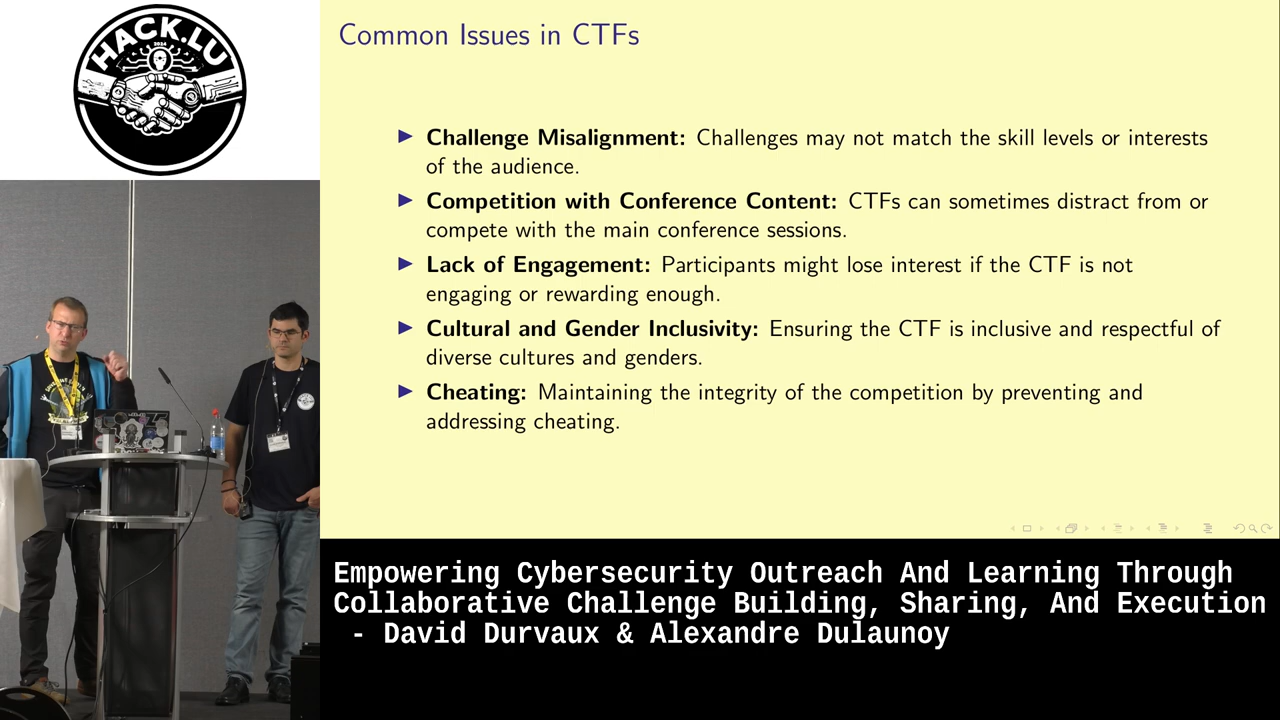 HACK.LU
2024
Common Issues in CTFs
Challenge Misalignment: Challenges may not match the skill levels or interests
of the audience.
Competition with Conference Content: CTFs can sometimes distract from or
compete with the main conference sessions.
Lack of Engagement: Participants might lose interest if the CTF is not
engaging or rewarding enough.
Cultural and Gender Inclusivity: Ensuring the CTF is inclusive and respectful of
diverse cultures and genders.
Cheating: Maintaining the integrity of the competition by preventing and
addressing cheating.
Empowering Cybersecurity Outreach And Learning Through
Collaborative Challenge Building, Sharing, And Execution
- David Durvaux & Alexandre Dulaunoy